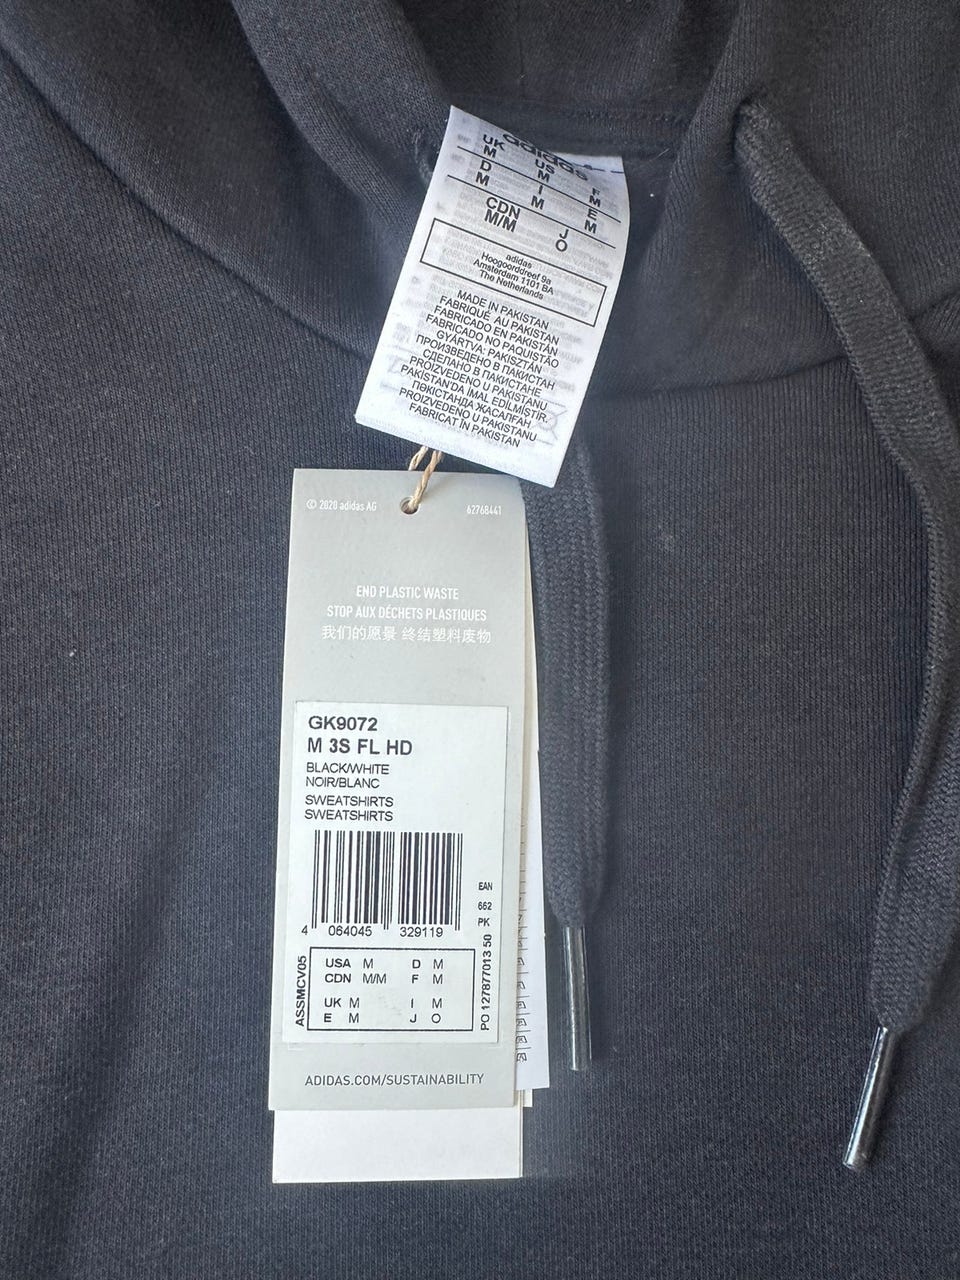 adidas
UK US F
M M M
D I E
M M M
CDN J
M/M O
adidas
Hoogoorddreef 9a
Amsterdam 1101 BA
The Netherlands
MADE IN PAKISTAN
FABRIQUÉ AU PAKISTAN
FABRICADO EN PAKISTÁN
FABRICADO NO PAQUISTÃO
GYÁRTVA: PAKISZTÁN
ПРОИЗВЕДЕНО В ПАКИСТАН
СДЕЛАНО В ПАКИСТАНЕ
PROIZVEDENO U PAKISTANU
PAKİSTAN'DA İMAL EDİLMİŞTİR.
ПӘКІСТАНДА ЖАСАЛҒАН
PROIZVEDENO U PAKISTANU
FABRICAT ÎN PAKISTAN
© 2020 adidas AG 62768441
END PLASTIC WASTE
STOP AUX DÉCHETS PLASTIQUES
我们的愿景 终结塑料废物
GK9072
M 3S FL HD
BLACK/WHITE
NOIR/BLANC
SWEATSHIRTS
SWEATSHIRTS
EAN
662
PK
4 064045 329119
ASSMCV05
USA M D M
CDN M/M F M
UK M I M
E M J O
PO 127877013 50
ADIDAS.COM/SUSTAINABILITY